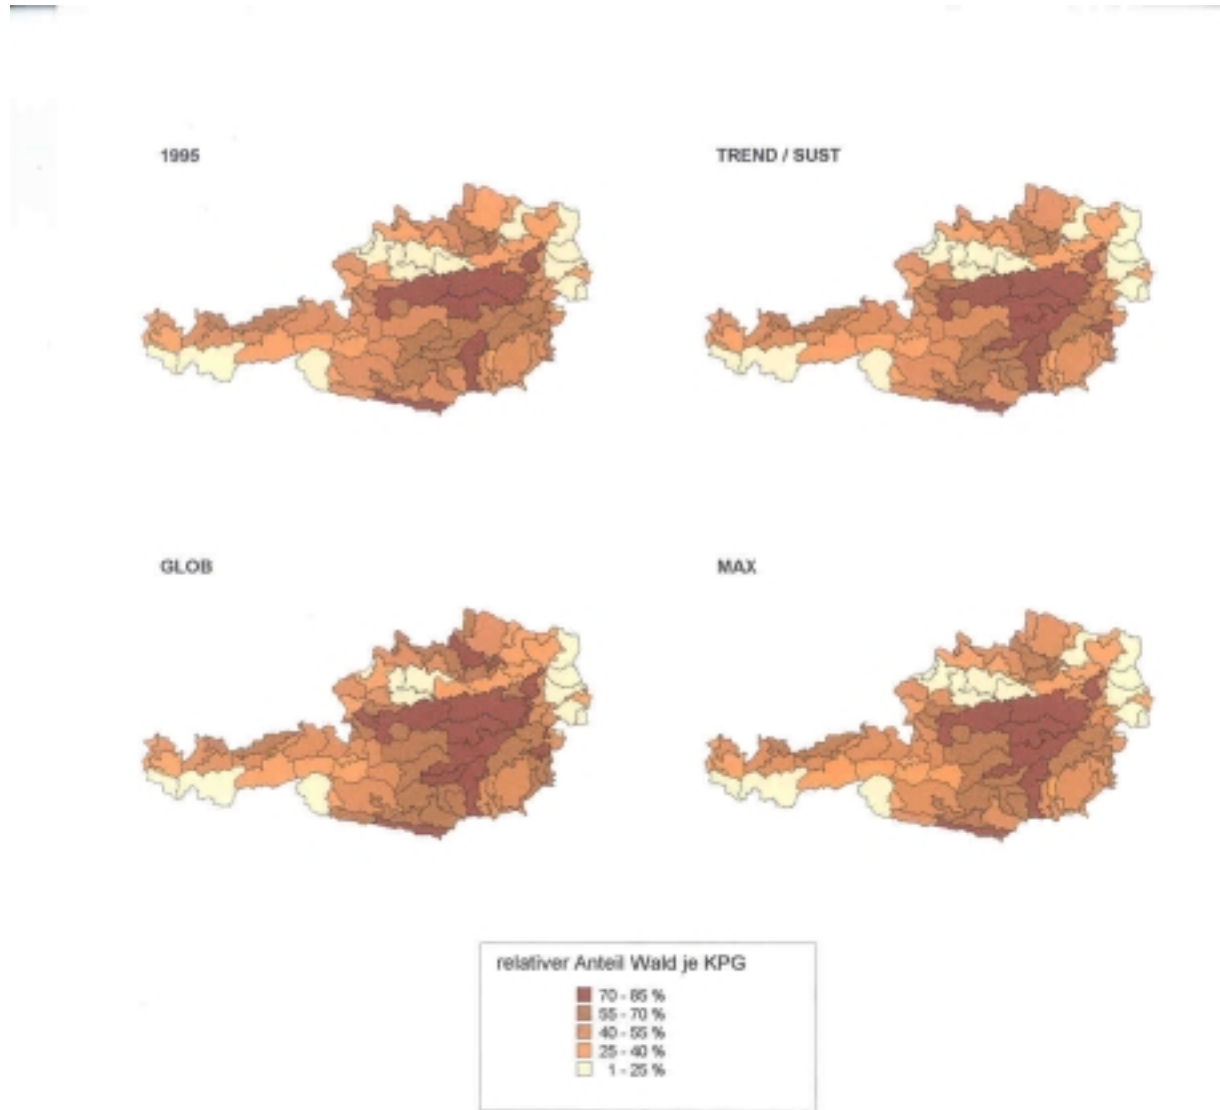 1995
TREND / SUST
GLOB
MAX
relativer Anteil Wald je KPG
70 - 85 %
55 - 70 %
40 - 55 %
25 - 40 %
1 - 25 %